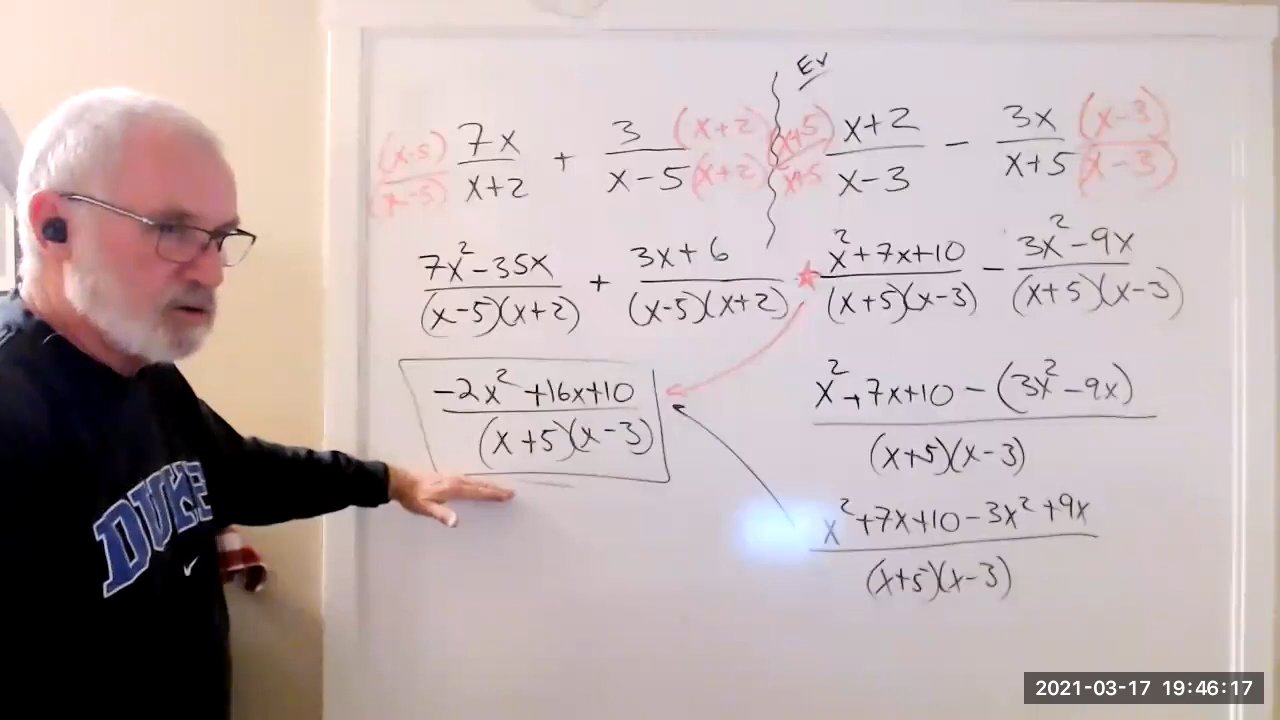 Ex
(x-5)/(x-5) 7x/(x+2) + 3/(x-5) (x+2)/(x+2)
(x+5)/(x+5) (x+2)/(x-3) - 3x/(x+5) (x-3)/(x-3)
(7x²-35x)/((x-5)(x+2)) + (3x+6)/((x-5)(x+2))
(x²+7x+10)/((x+5)(x-3)) - (3x²-9x)/((x+5)(x-3))
(-2x²+16x+10)/((x+5)(x-3))
(x²+7x+10-(3x²-9x))/((x+5)(x-3))
(x²+7x+10-3x²+9x)/((x+5)(x-3))
DUKE
2021-03-17 19:46:17